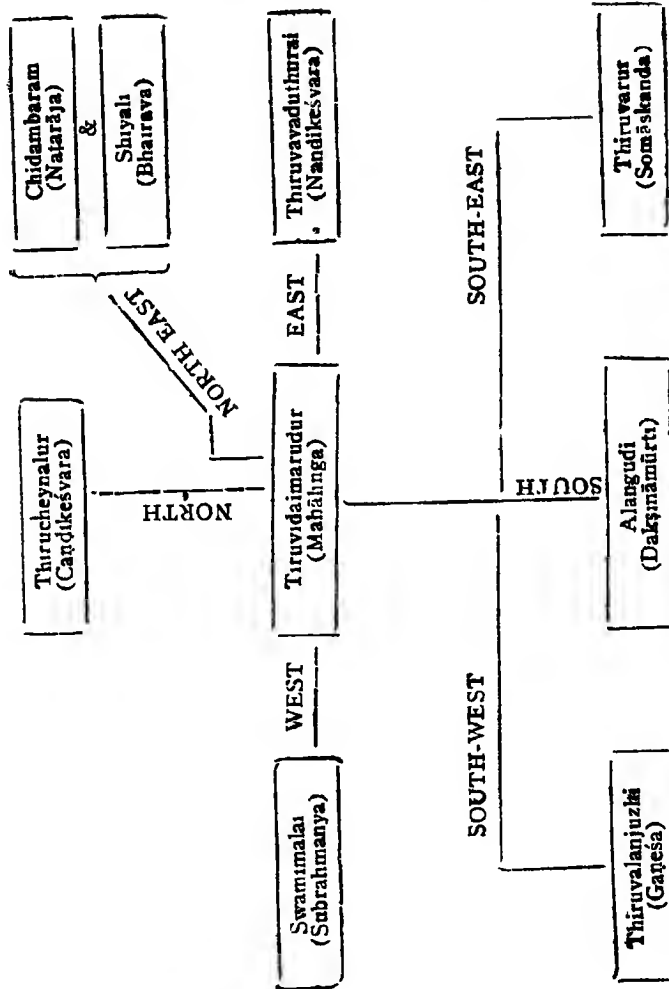 Chidambaram
(Natarāja)
&
Shiyali
(Bhairava)
Thirucheynalur
(Caṇḍikeśvara)
NORTH EAST
NORTH
Swamimalai
(Subrahmanya)
WEST
Tiruvidaimarudur
(Mahāliṅga)
EAST
Thiruvavaduthurai
(Nandikeśvara)
SOUTH-WEST
SOUTH
SOUTH-EAST
Thiruvalanjuzhi
(Gaṇeśa)
Alangudi
(Dakṣiṇāmūrti)
Thiruvarur
(Somāskanda)